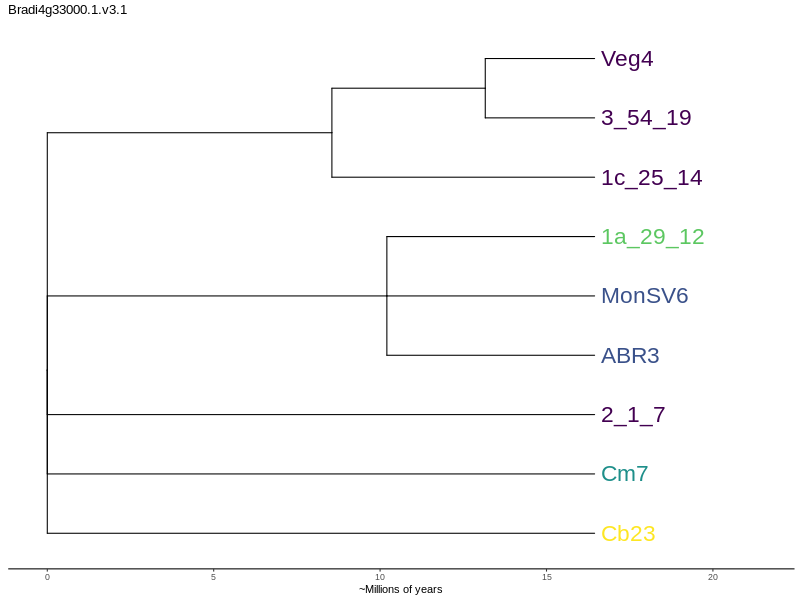 Bradi4g33000.1.v3.1
Veg4
3_54_19
1c_25_14
1a_29_12
MonSV6
ABR3
2_1_7
Cm7
Cb23
0 5 10 15 20
~Millions of years